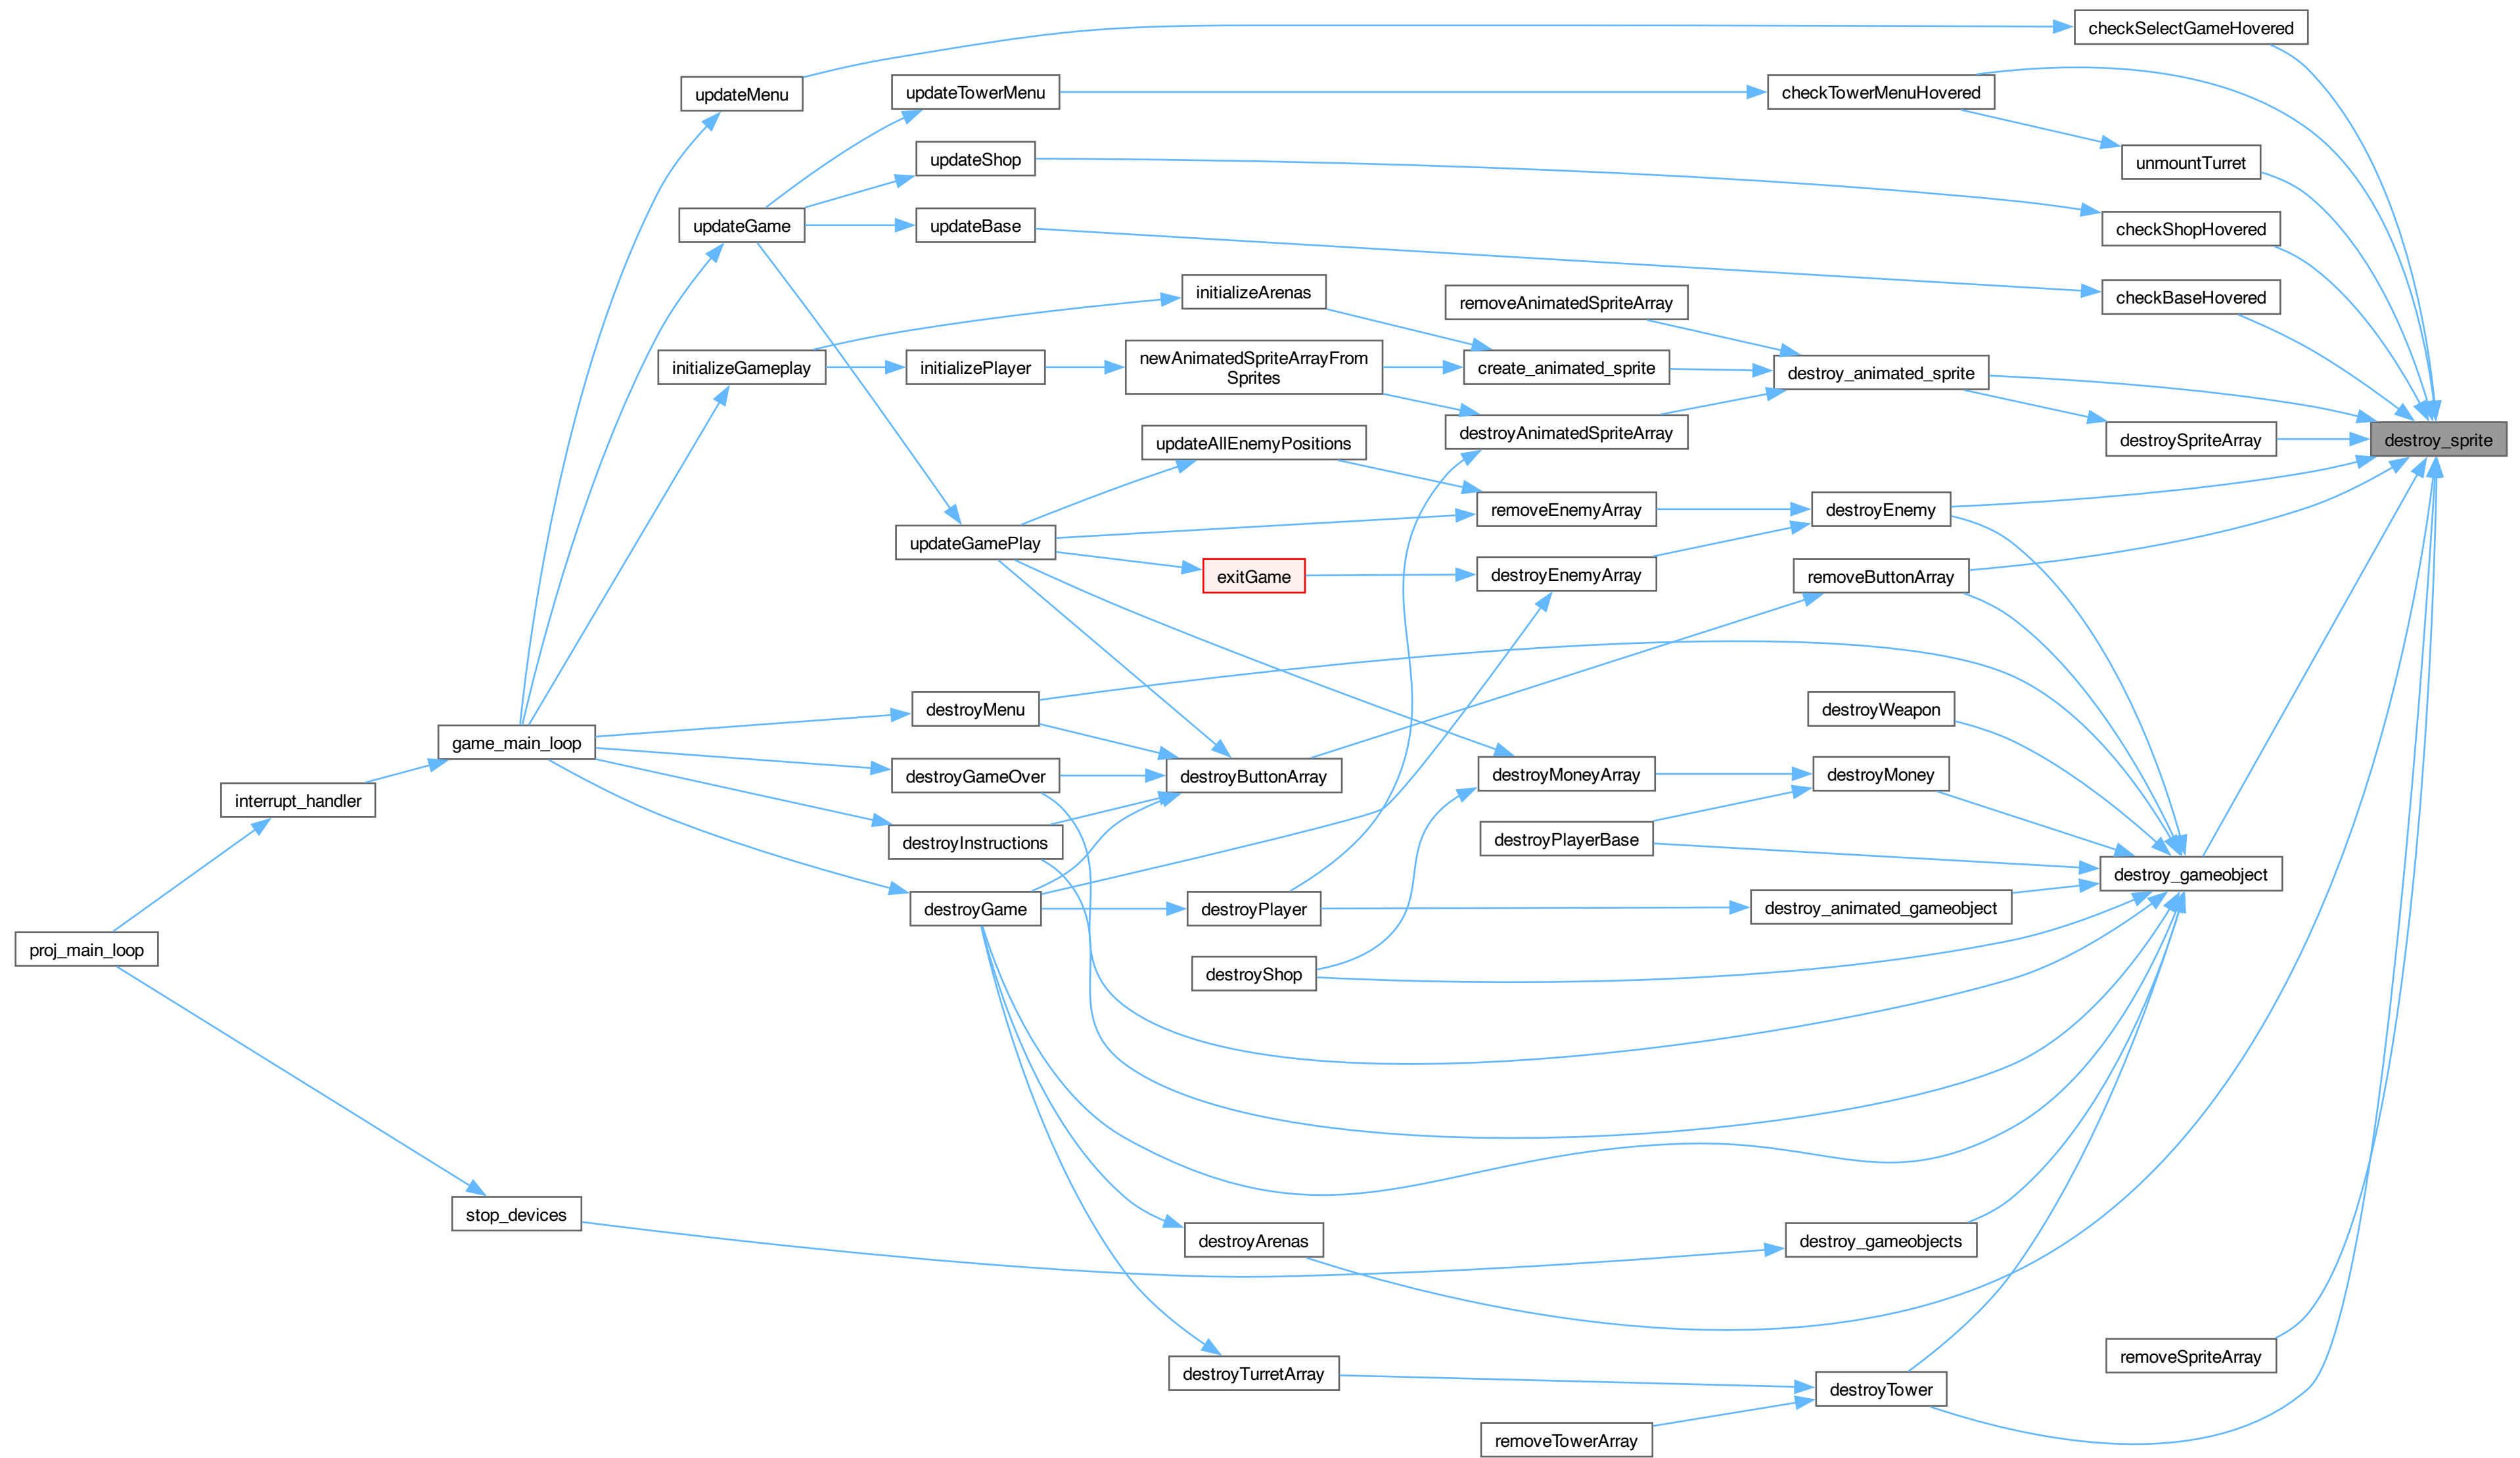 checkSelectGameHovered
updateMenu
updateTowerMenu
checkTowerMenuHovered
updateShop
unmountTurret
updateGame
updateBase
checkShopHovered
initializeArenas
removeAnimatedSpriteArray
checkBaseHovered
initializeGameplay
initializePlayer
newAnimatedSpriteArrayFrom
Sprites
create_animated_sprite
destroy_animated_sprite
updateAllEnemyPositions
destroyAnimatedSpriteArray
destroySpriteArray
destroy_sprite
updateGamePlay
removeEnemyArray
destroyEnemy
exitGame
destroyEnemyArray
removeButtonArray
destroyMenu
destroyWeapon
game_main_loop
destroyGameOver
destroyButtonArray
destroyMoneyArray
destroyMoney
interrupt_handler
destroyInstructions
destroyPlayerBase
destroy_gameobject
destroyGame
destroyPlayer
destroy_animated_gameobject
proj_main_loop
destroyShop
stop_devices
destroyArenas
destroy_gameobjects
removeSpriteArray
destroyTurretArray
destroyTower
removeTowerArray